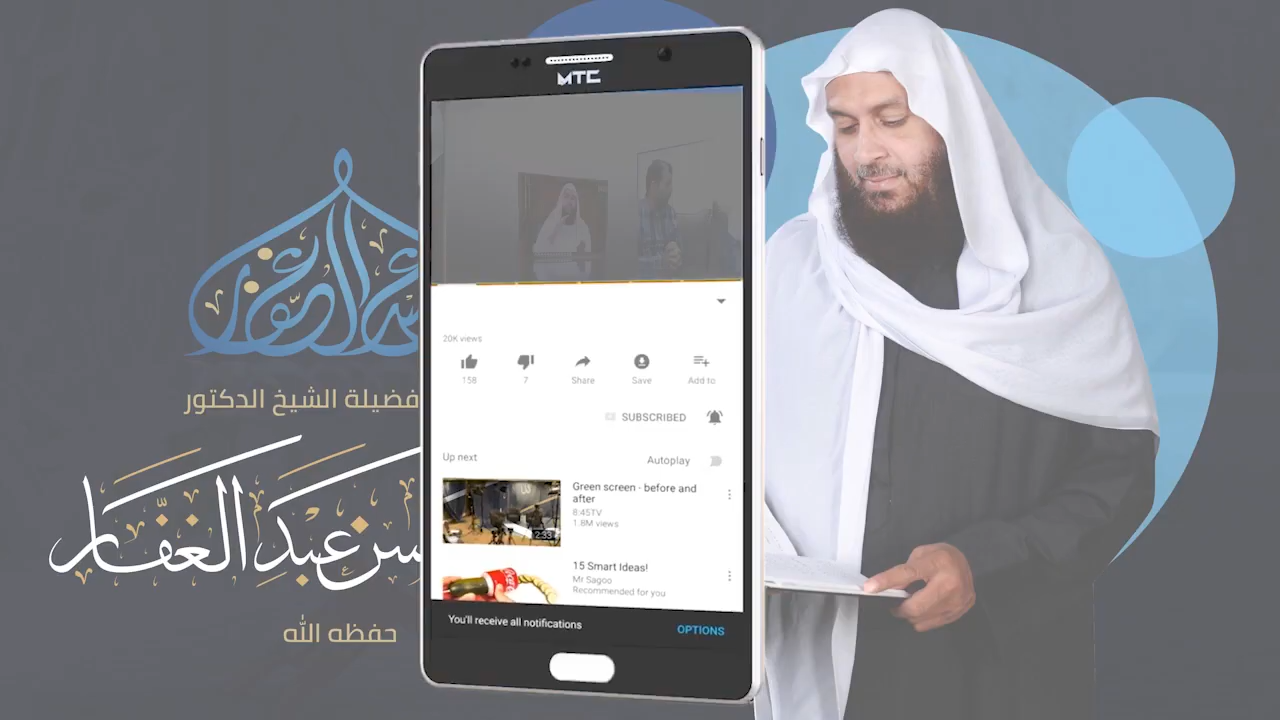 فضيلة الشيخ الدكتور
عبد الغفار
حفظه الله
MTC
20K views
158
7
Share
Save
Add to
SUBSCRIBED
Up next
Autoplay
Green screen - before and
after
8:45TV
1.8M views
2:33
15 Smart Ideas!
Mr Sagoo
Recommended for you
You'll receive all notifications
OPTIONS